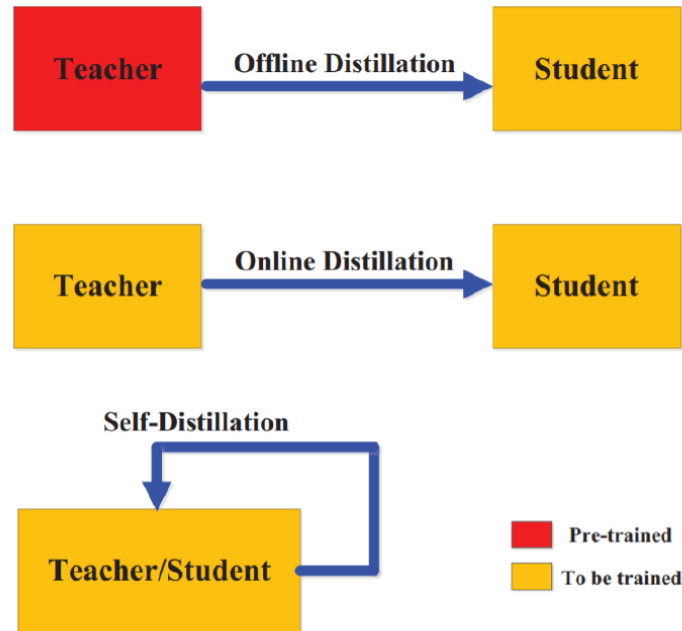 Teacher
Offline Distillation
Student
Teacher
Online Distillation
Student
Self-Distillation
Teacher/Student
Pre-trained
To be trained